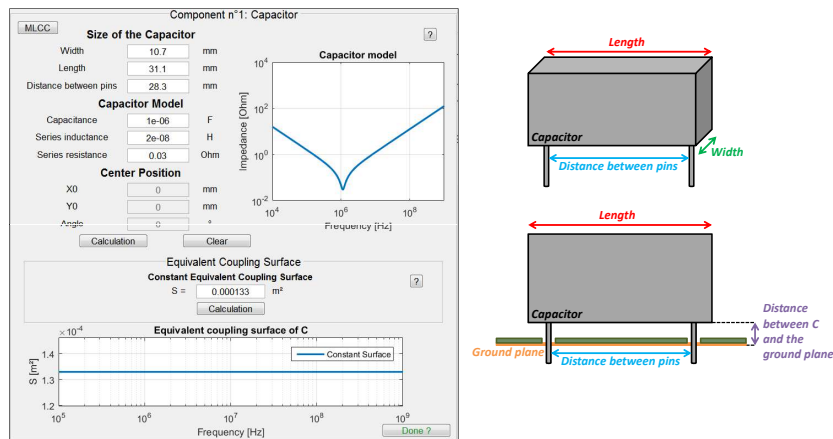 Component n°1: Capacitor
MLCC
Size of the Capacitor
?
Width 10.7 mm
Length 31.1 mm
Distance between pins 28.3 mm
Capacitor Model
Capacitance 1e-06 F
Series inductance 2e-08 H
Series resistance 0.03 Ohm
Center Position
X0 0 mm
Y0 0 mm
Angle 0 °
Calculation Clear
Capacitor model
Impedance [Ohm]
10^4
10^2
10^0
10^-2
10^4 10^6 10^8
Frequency [Hz]
Equivalent Coupling Surface
Constant Equivalent Coupling Surface
S = 0.000133 m²
?
Calculation
Equivalent coupling surface of C
×10^-4
S [m²]
1.4
1.3
1.2
Constant Surface
10^5 10^6 10^7 10^8 10^9
Frequency [Hz]
Done ?
Length
Capacitor
Width
Distance between pins
Length
Capacitor
Distance
between C
and the
ground plane
Ground plane
Distance between pins